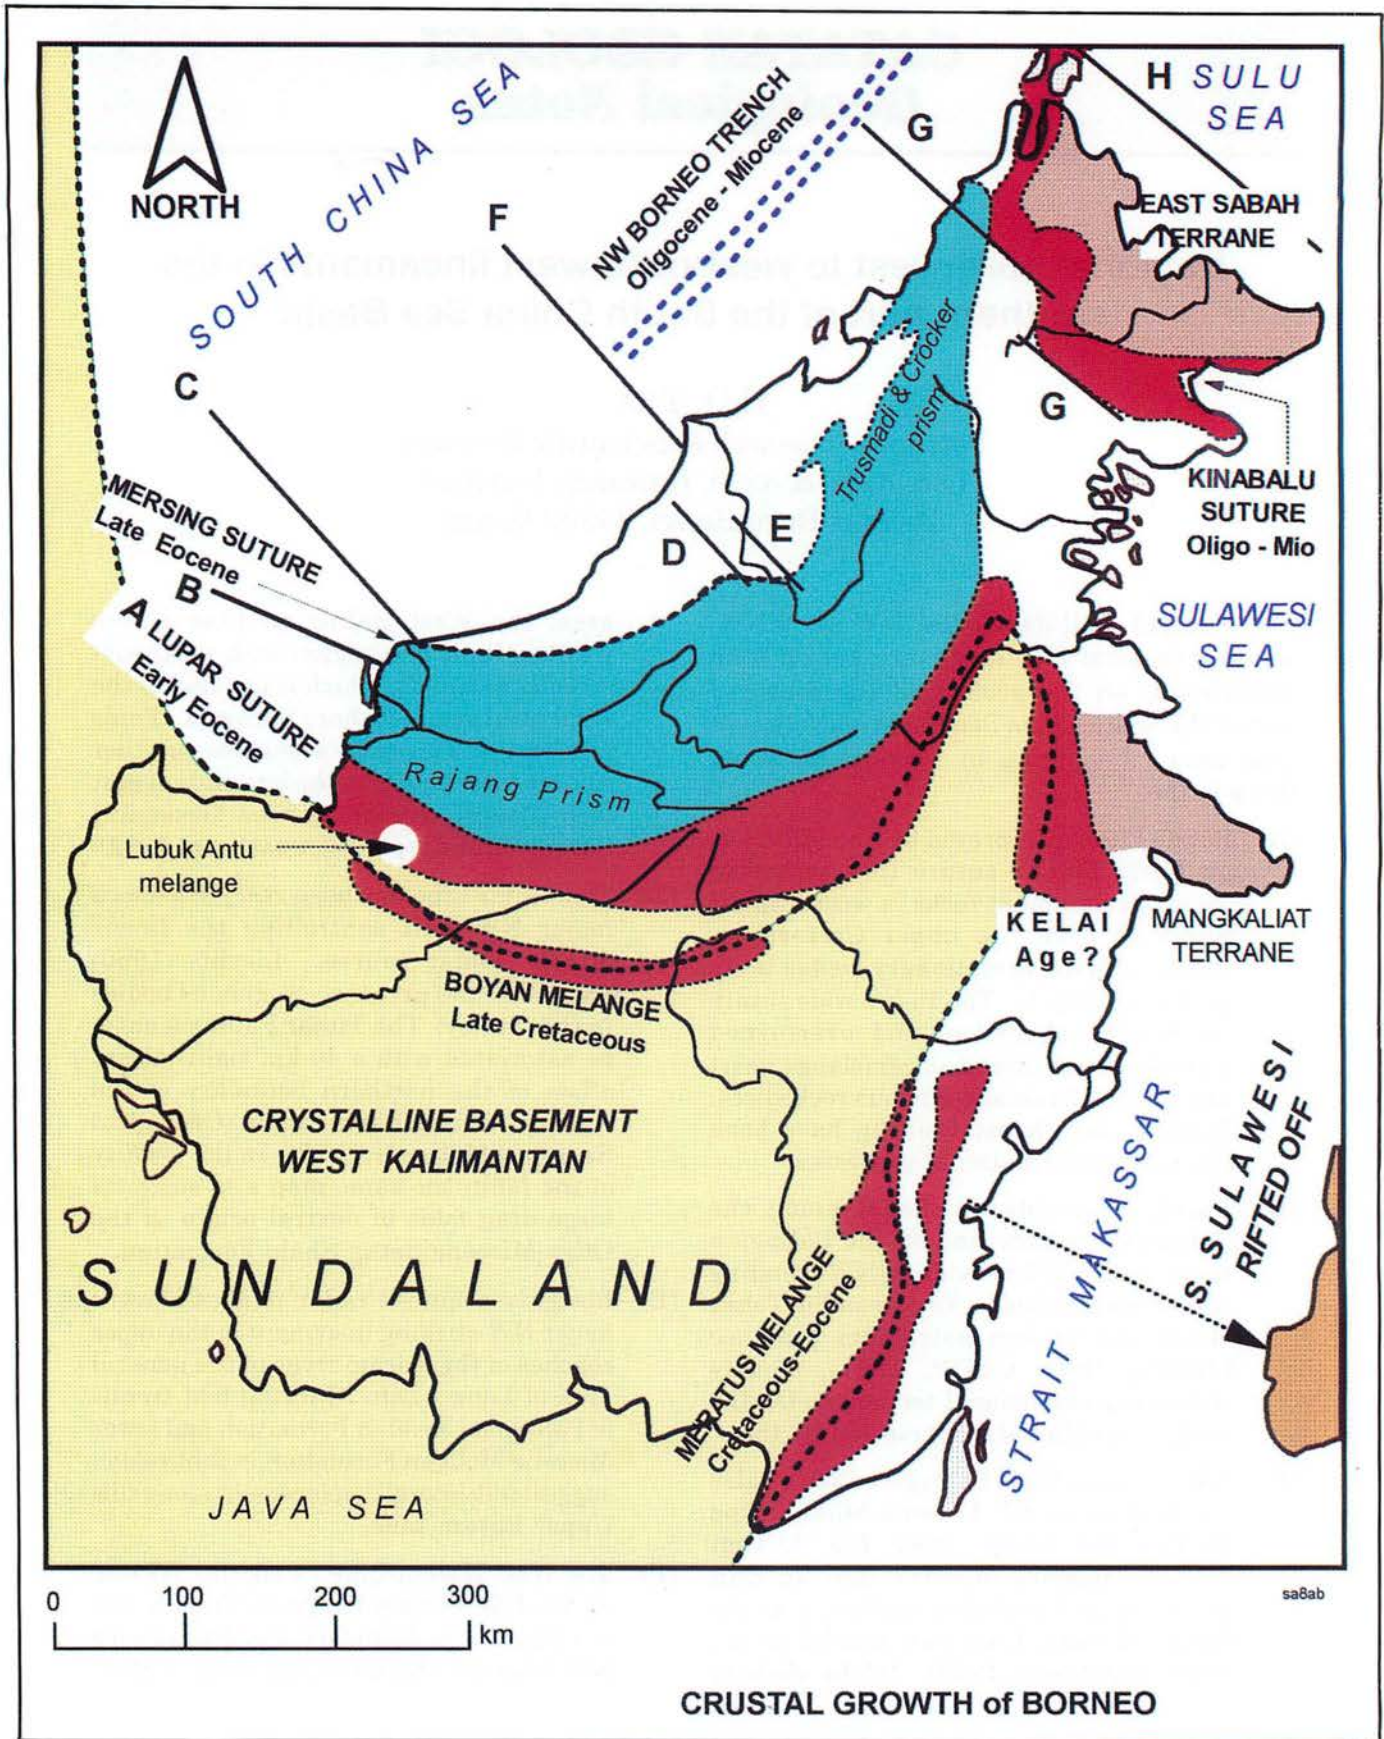 H SULU
SEA
G
SOUTH CHINA SEA
NW BORNEO TRENCH
Oligocene - Miocene
NORTH
F
EAST SABAH
TERRANE
C
Trusmadi & Crocker
prism
G
KINABALU
SUTURE
Oligo - Mio
MERSING SUTURE
Late Eocene
D
E
B
A LUPAR SUTURE
Early Eocene
SULAWESI
SEA
Rajang Prism
Lubuk Antu
melange
KELAI
Age?
MANGKALIAT
TERRANE
BOYAN MELANGE
Late Cretaceous
CRYSTALLINE BASEMENT
WEST KALIMANTAN
S. SULAWESI
RIFTED OFF
STRAIT MAKASSAR
SUNDALAND
MERATUS MELANGE
Cretaceous-Eocene
JAVA SEA
0 100 200 300
km
sa8ab
CRUSTAL GROWTH of BORNEO